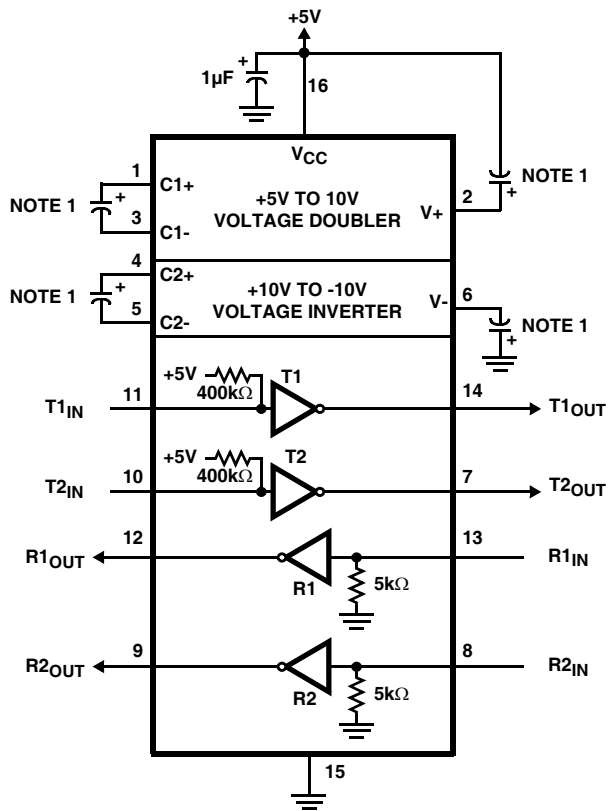 +5V
+
1µF
16
VCC
1
C1+
+5V TO 10V
VOLTAGE DOUBLER
NOTE 1
+
3
C1-
V+
2
+
NOTE 1
4
C2+
+10V TO -10V
VOLTAGE INVERTER
NOTE 1
+
5
C2-
V-
6
+
NOTE 1
+5V
400kΩ
T1
T1IN
11
14
T1OUT
+5V
400kΩ
T2
T2IN
10
7
T2OUT
R1OUT
12
13
R1IN
R1
5kΩ
R2OUT
9
8
R2IN
R2
5kΩ
15